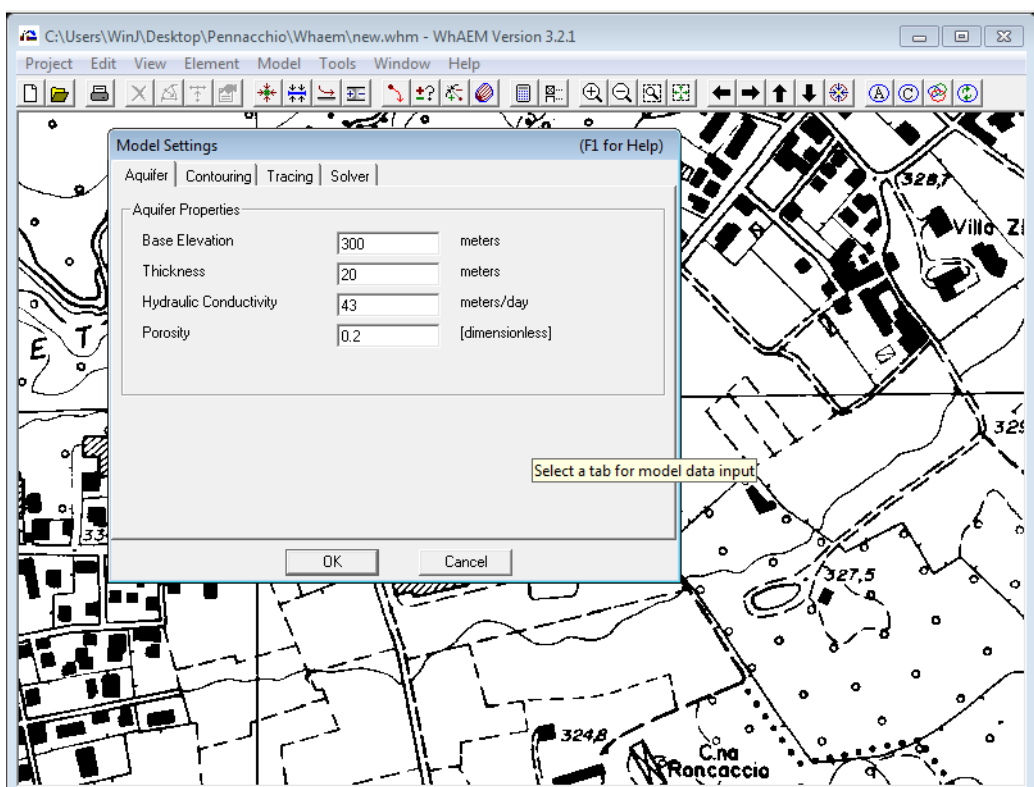 C:\Users\WinJ\Desktop\Pennacchio\Whaem\new.whm - WhAEM Version 3.2.1
Project Edit View Element Model Tools Window Help
Model Settings (F1 for Help)
Aquifer Contouring Tracing Solver
Aquifer Properties
Base Elevation 300 meters
Thickness 20 meters
Hydraulic Conductivity 43 meters/day
Porosity 0.2 [dimensionless]
Select a tab for model data input
OK Cancel
328,7
Villa
E T
329
327,5
324,8
C.na
Roncaccia